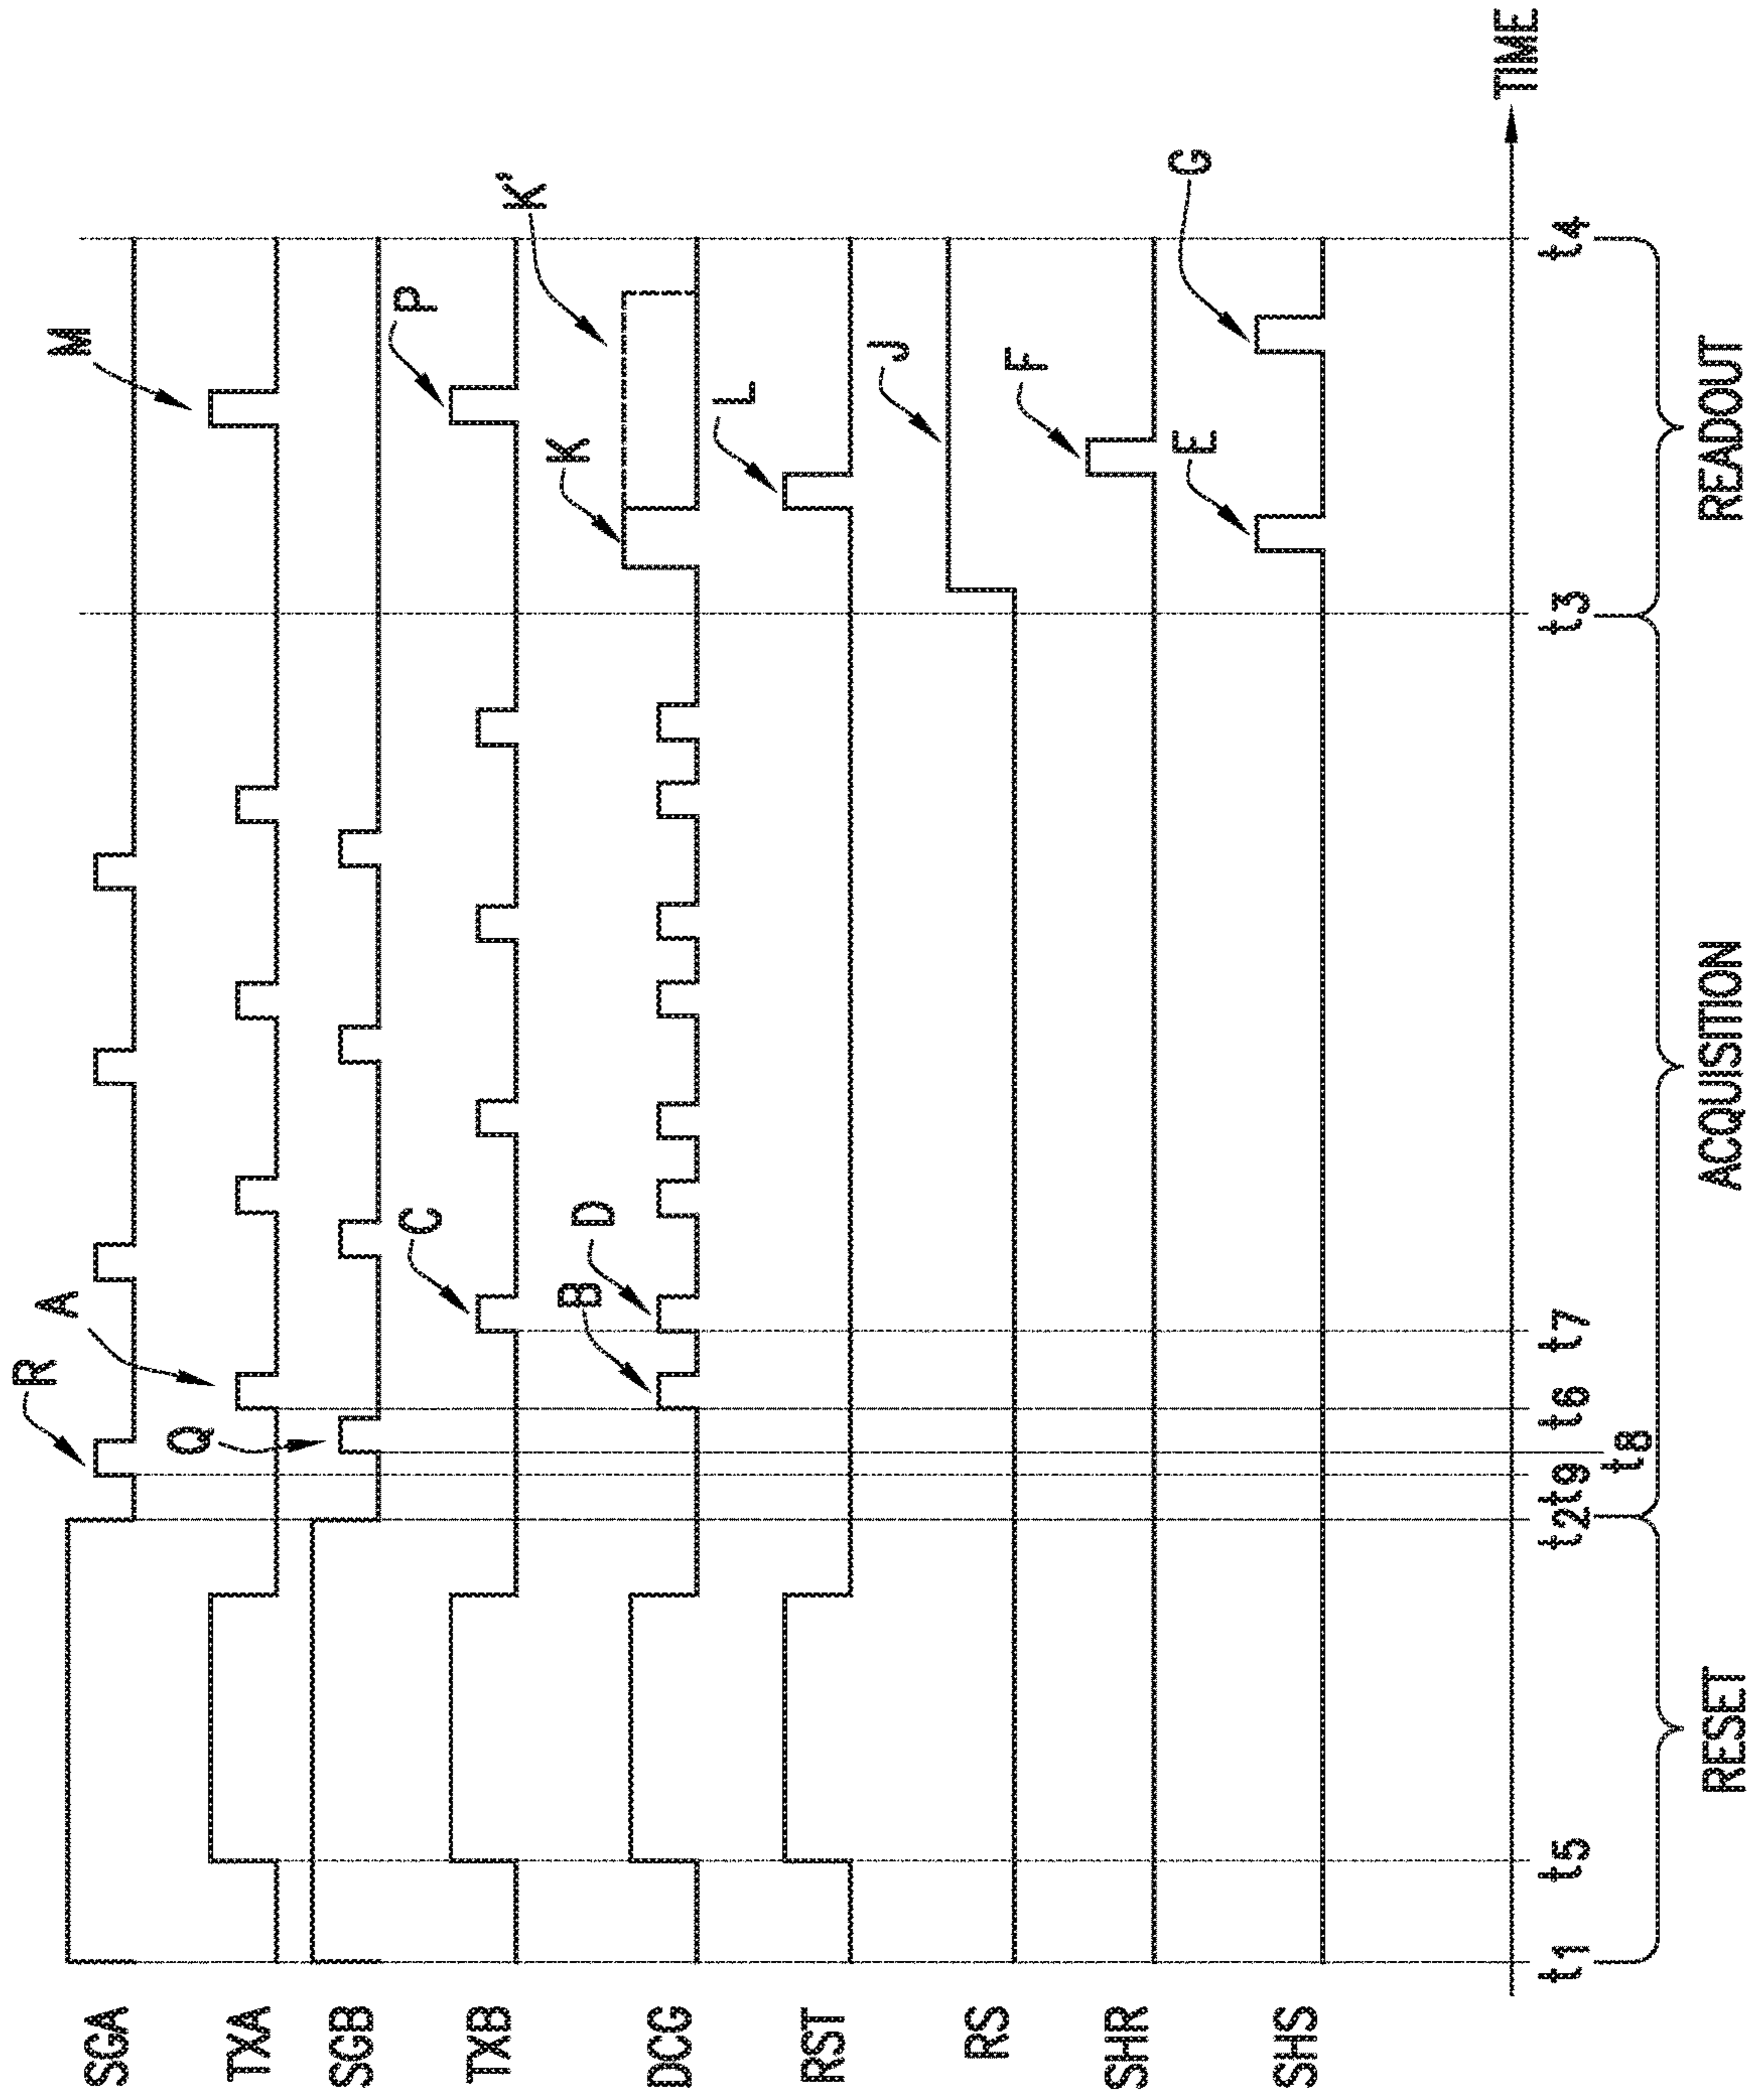 SGA
TXA
SGB
TXB
DCG
RST
RS
SHR
SHS
R
A
Q
C
D
B
M
P
K
K'
L
J
F
E
G
TIME
t1
t5
t2
t9
t8
t6
t7
t3
t4
RESET
ACQUISITION
READOUT